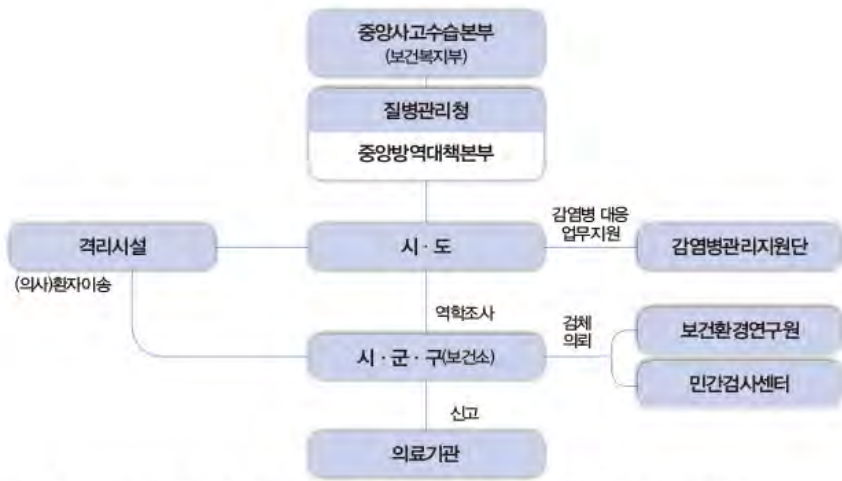 중앙사고수습본부
(보건복지부)
질병관리청
중앙방역대책본부
감염병 대응
업무지원
격리시설
시·도
감염병관리지원단
(의사)환자이송
역학조사
검체
의뢰
보건환경연구원
시·군·구(보건소)
민간검사센터
신고
의료기관